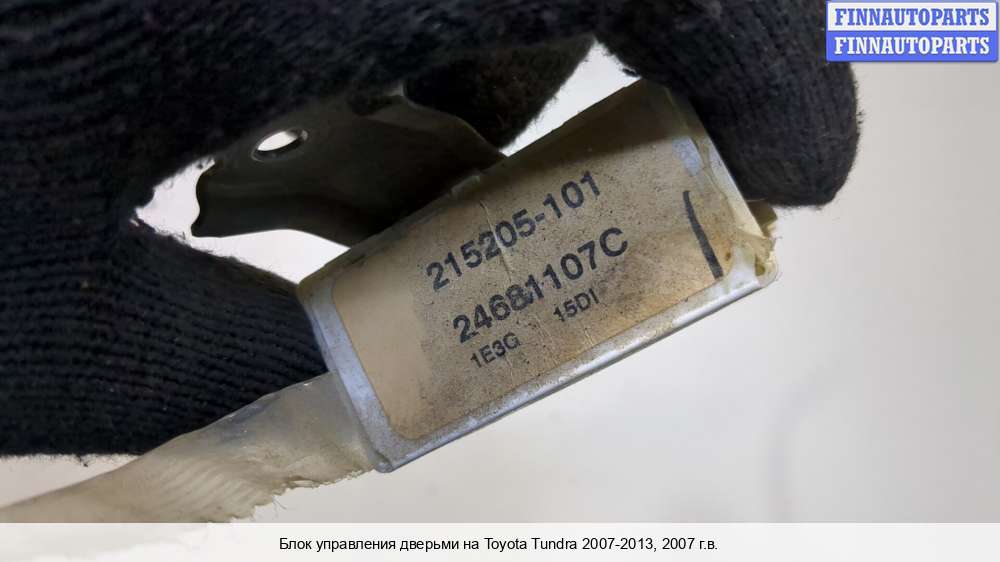 FINNAUTOPARTS
FINNAUTOPARTS
215205-101
24681107C
1E3G 15DI
Блок управления дверьми на Toyota Tundra 2007-2013, 2007 г.в.